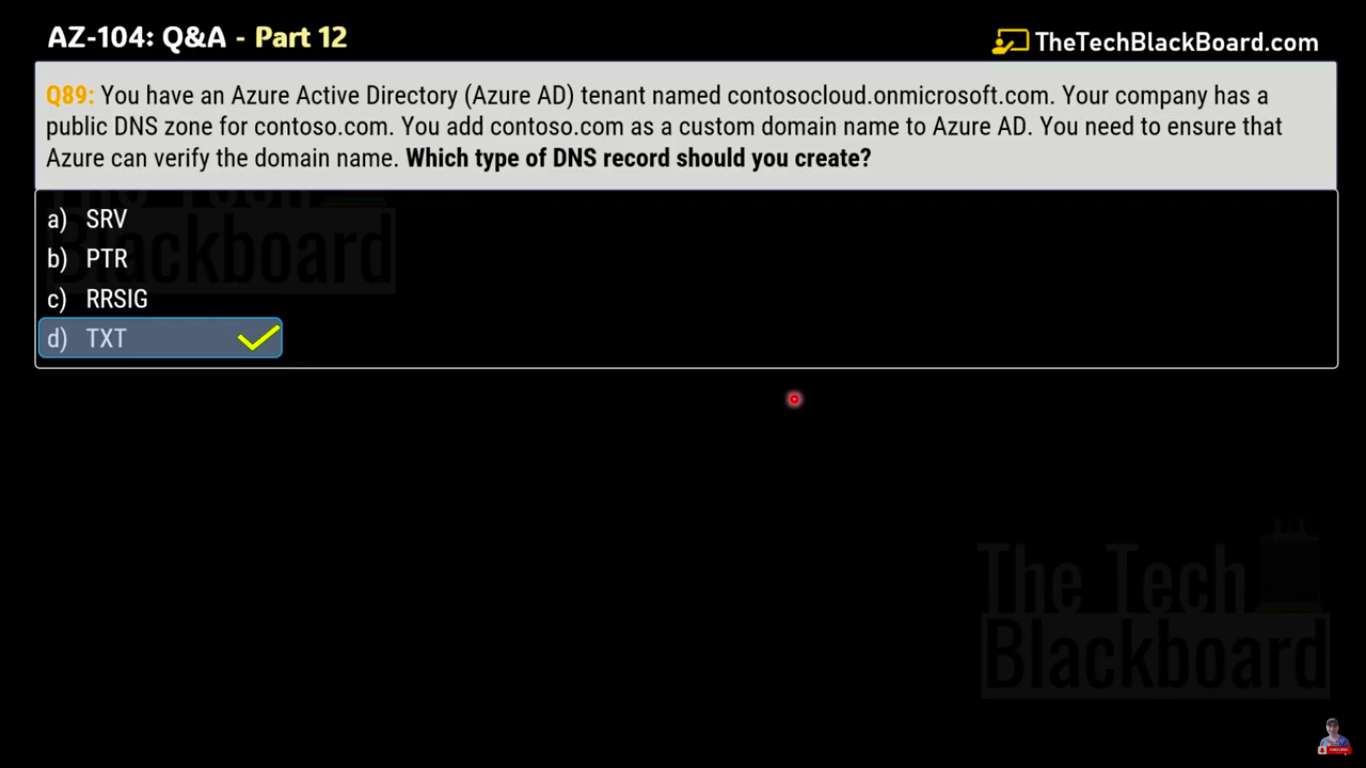 AZ-104: Q&A - Part 12
TheTechBlackBoard.com
Q89: You have an Azure Active Directory (Azure AD) tenant named contosocloud.onmicrosoft.com. Your company has a
public DNS zone for contoso.com. You add contoso.com as a custom domain name to Azure AD. You need to ensure that
Azure can verify the domain name. Which type of DNS record should you create?
a) SRV
b) PTR
c) RRSIG
d) TXT
The Tech
Blackboard
The Tech
Blackboard